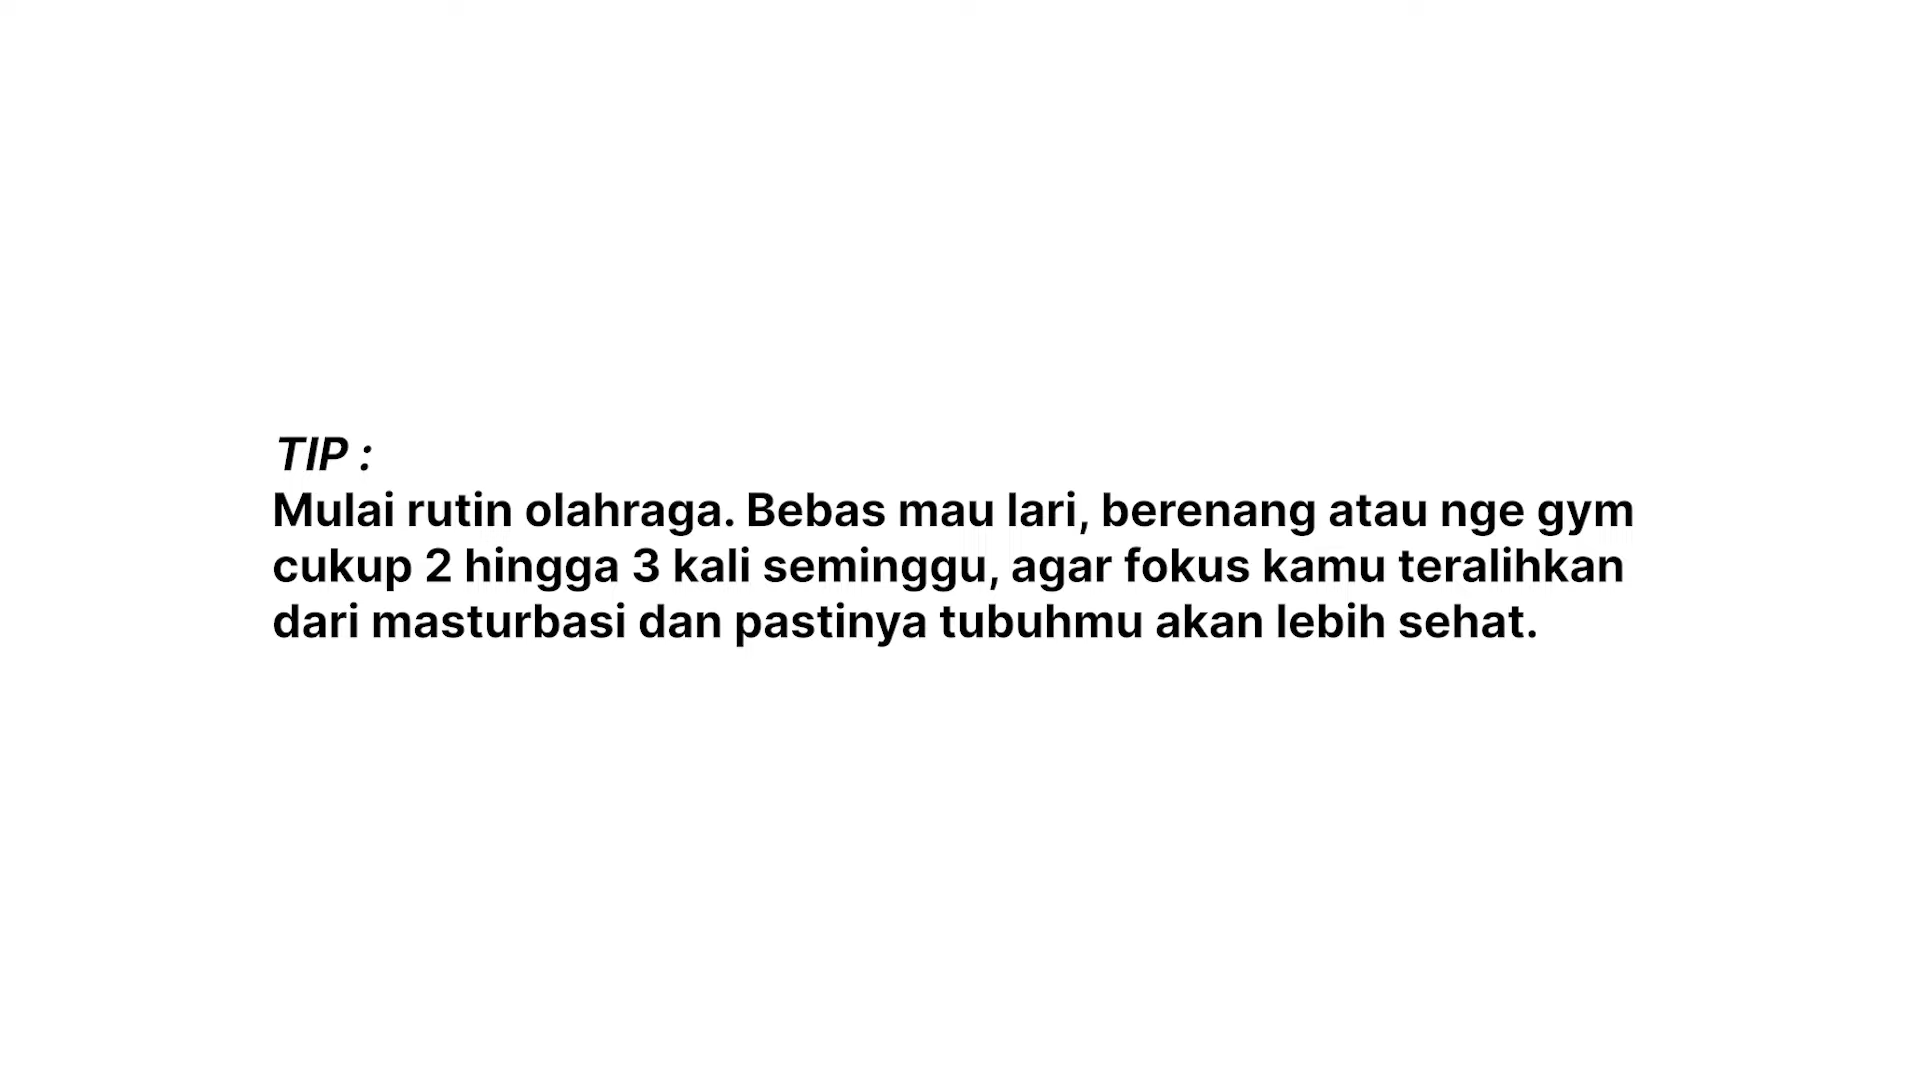 TIP :
Mulai rutin olahraga. Bebas mau lari, berenang atau nge gym
cukup 2 hingga 3 kali seminggu, agar fokus kamu teralihkan
dari masturbasi dan pastinya tubuhmu akan lebih sehat.